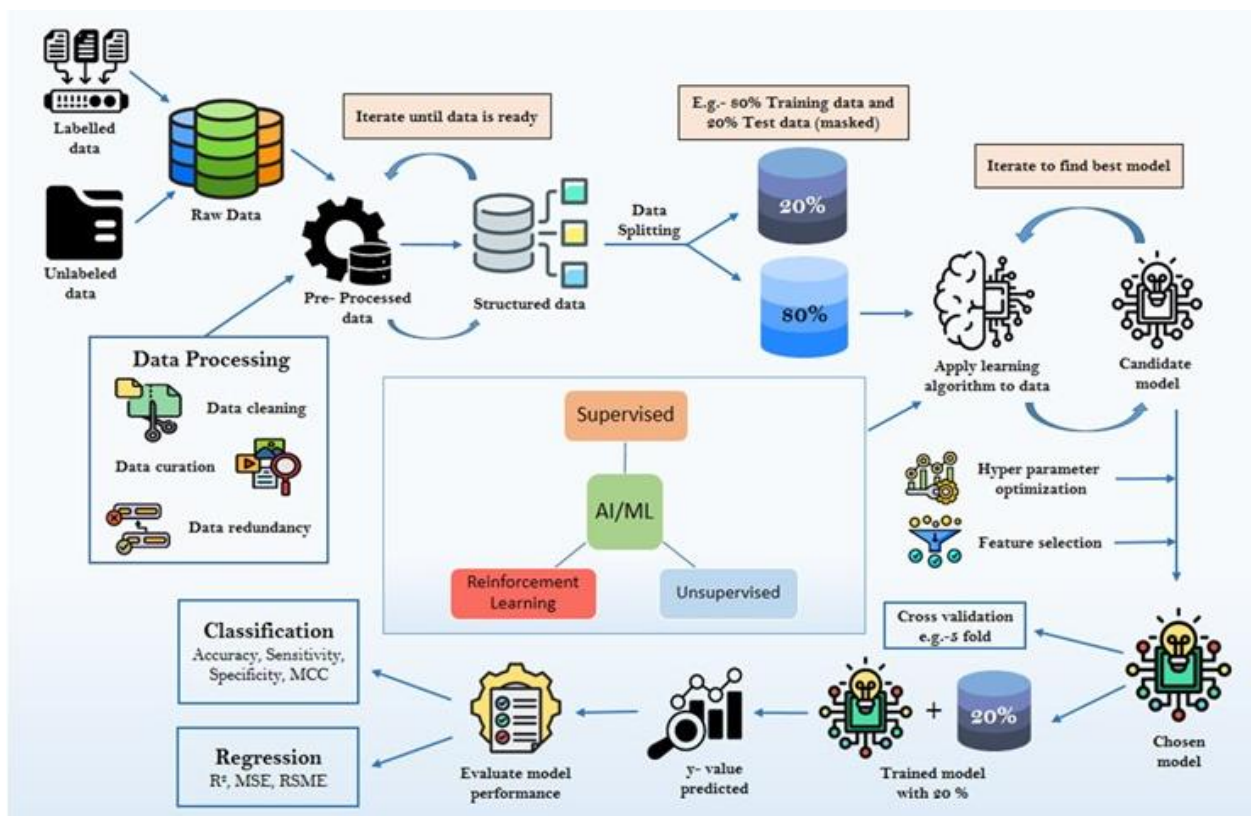 Labelled
data
Unlabeled
data
Raw Data
Iterate until data is ready
Pre- Processed
data
Structured data
Data
Splitting
E.g.- 80% Training data and
20% Test data (masked)
20%
80%
Iterate to find best model
Apply learning
algorithm to data
Candidate
model
Data Processing
Data cleaning
Data curation
Data redundancy
Supervised
AI/ML
Reinforcement
Learning
Unsupervised
Hyper parameter
optimization
Feature selection
Chosen
model
Cross validation
e.g.-5 fold
+
20%
Trained model
with 20 %
y- value
predicted
Evaluate model
performance
Classification
Accuracy, Sensitivity,
Specificity, MCC
Regression
R², MSE, RSME